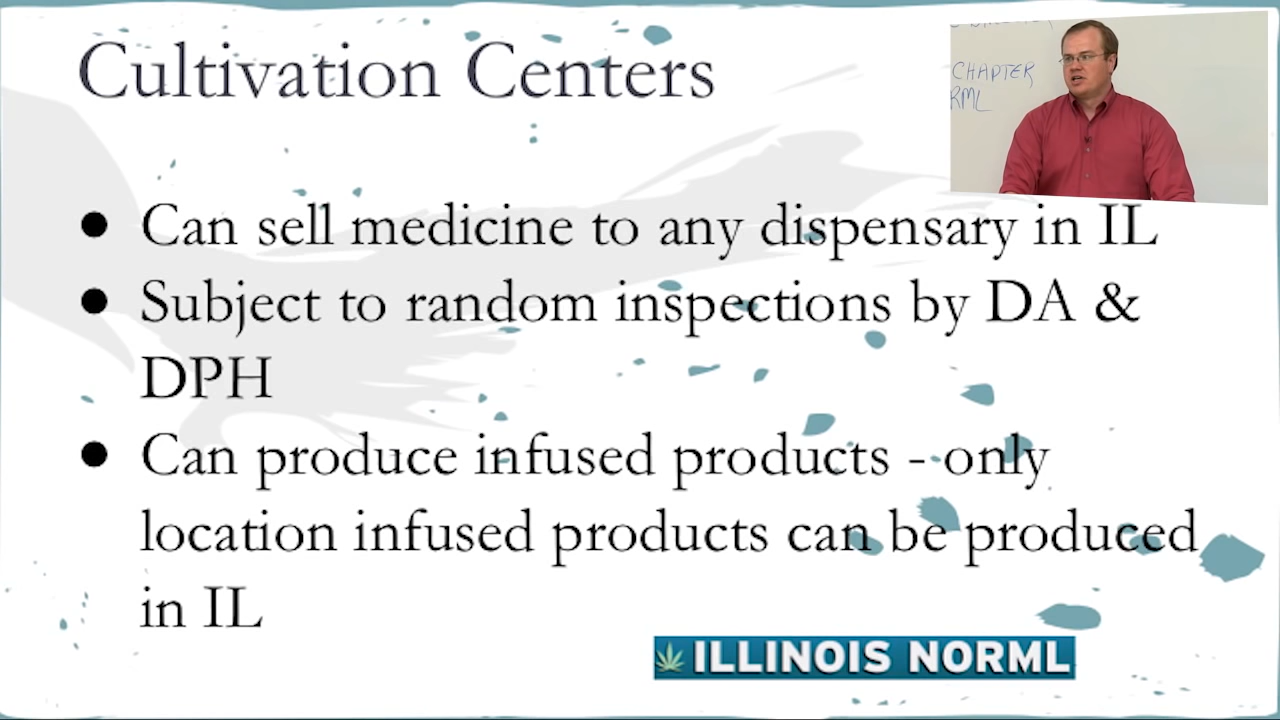 Cultivation Centers
CHAPTER
RML
● Can sell medicine to any dispensary in IL
● Subject to random inspections by DA &
DPH
● Can produce infused products - only
location infused products can be produced
in IL
ILLINOIS NORML